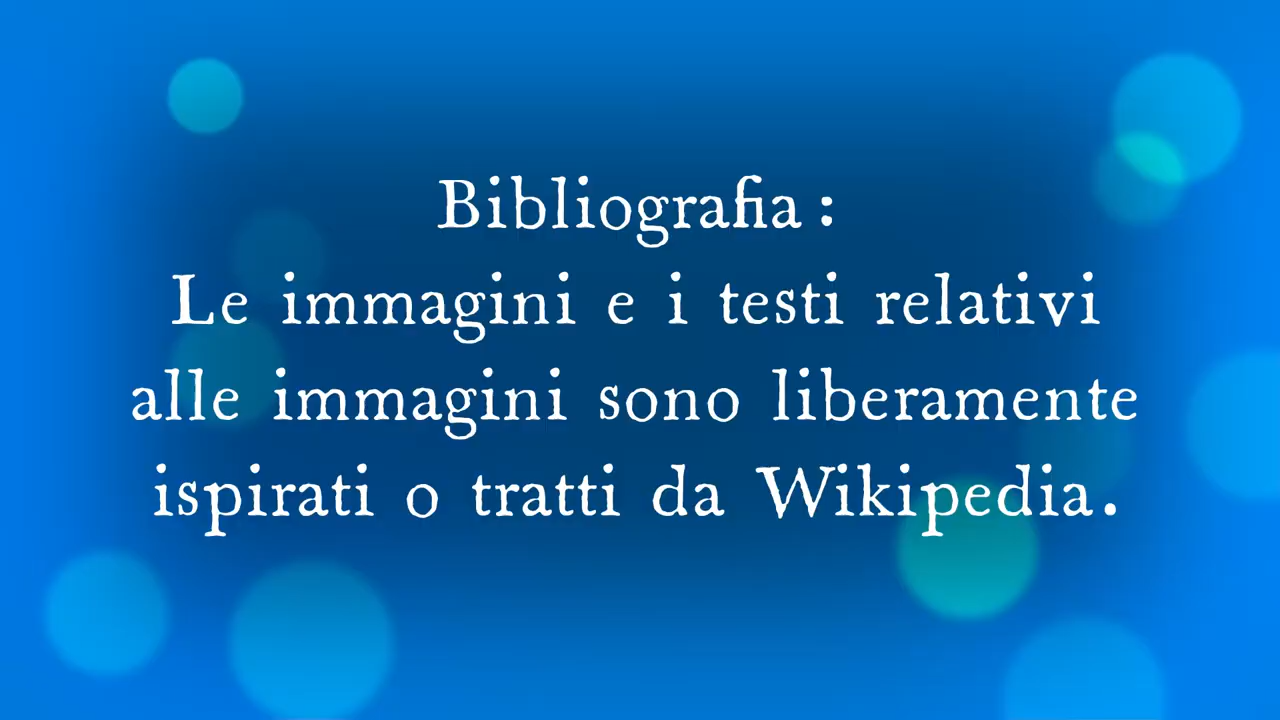 Bibliografia :
Le immagini e i testi relativi
alle immagini sono liberamente
ispirati o tratti da Wikipedia.